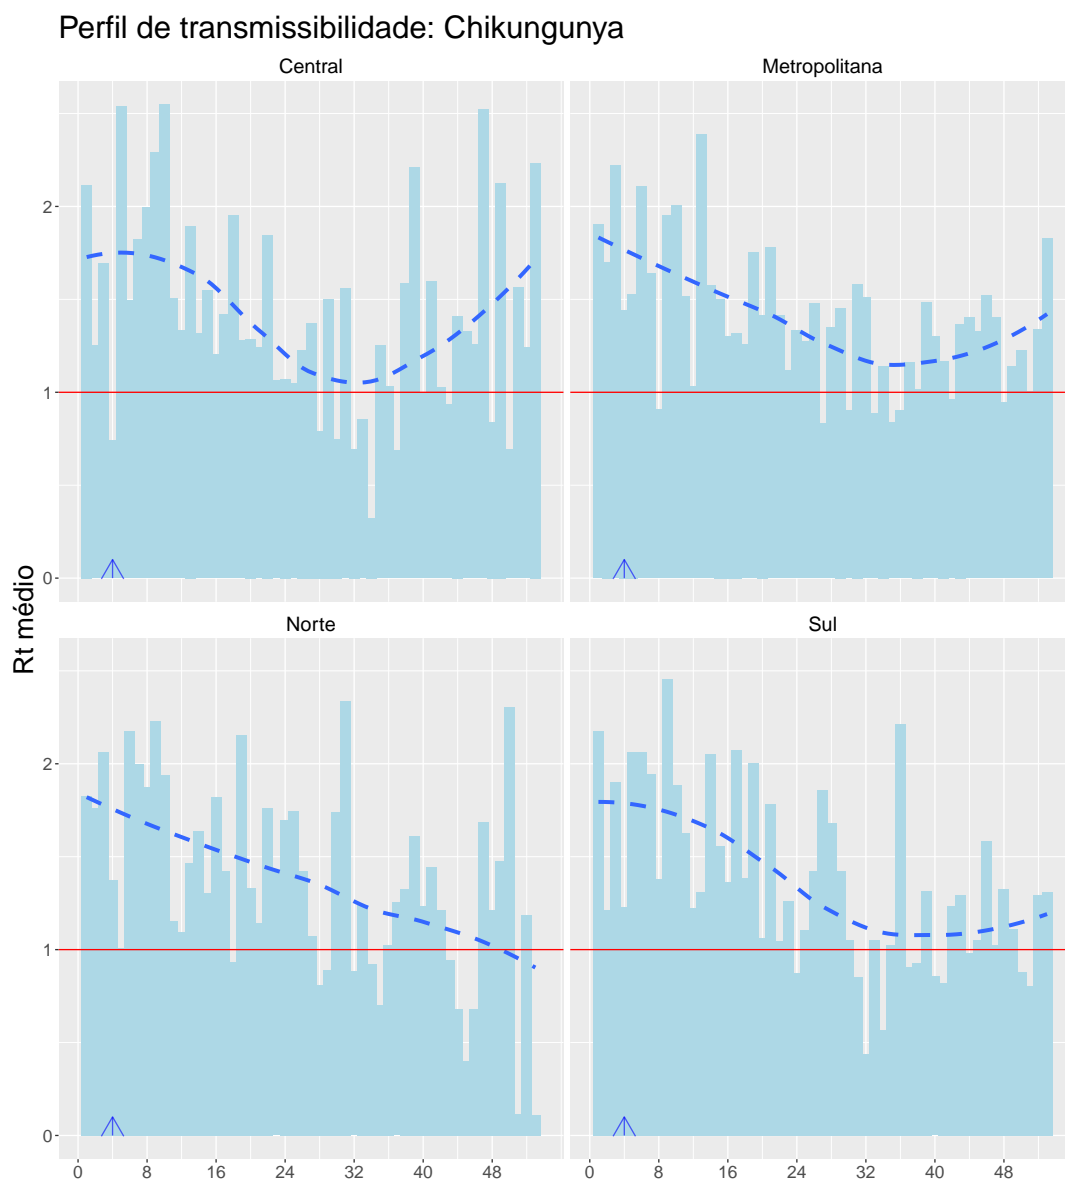 Perfil de transmissibilidade: Chikungunya
Central
Metropolitana
2
1
0
Norte
Sul
Rt médio
2
1
0
0 8 16 24 32 40 48
0 8 16 24 32 40 48